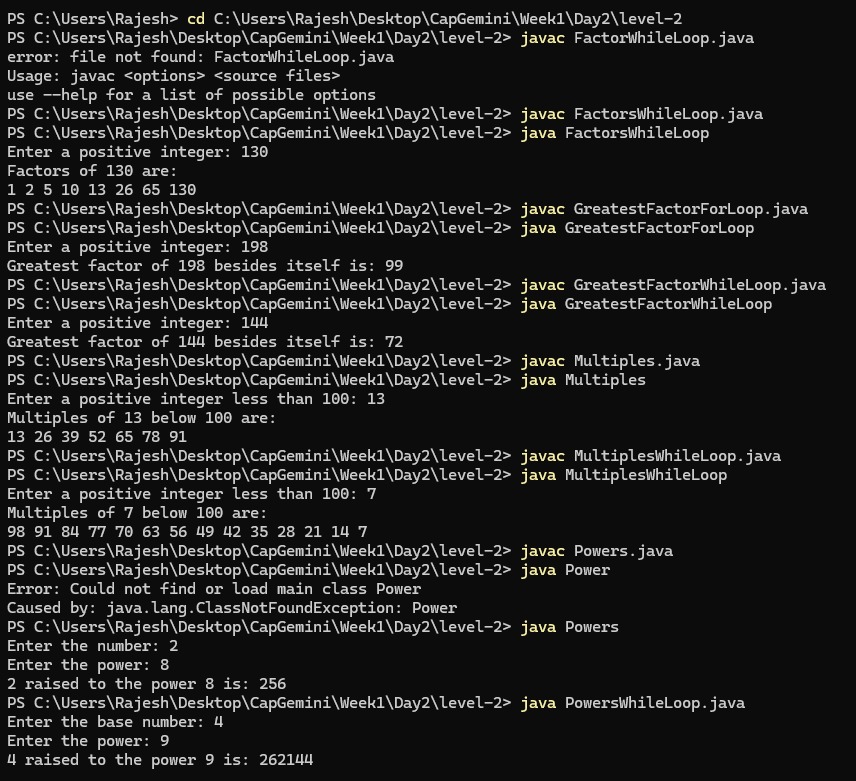 PS C:\Users\Rajesh> cd C:\Users\Rajesh\Desktop\CapGemini\Week1\Day2\level-2
PS C:\Users\Rajesh\Desktop\CapGemini\Week1\Day2\level-2> javac FactorWhileLoop.java
error: file not found: FactorWhileLoop.java
Usage: javac <options> <source files>
use --help for a list of possible options
PS C:\Users\Rajesh\Desktop\CapGemini\Week1\Day2\level-2> javac FactorsWhileLoop.java
PS C:\Users\Rajesh\Desktop\CapGemini\Week1\Day2\level-2> java FactorsWhileLoop
Enter a positive integer: 130
Factors of 130 are:
1 2 5 10 13 26 65 130
PS C:\Users\Rajesh\Desktop\CapGemini\Week1\Day2\level-2> javac GreatestFactorForLoop.java
PS C:\Users\Rajesh\Desktop\CapGemini\Week1\Day2\level-2> java GreatestFactorForLoop
Enter a positive integer: 198
Greatest factor of 198 besides itself is: 99
PS C:\Users\Rajesh\Desktop\CapGemini\Week1\Day2\level-2> javac GreatestFactorWhileLoop.java
PS C:\Users\Rajesh\Desktop\CapGemini\Week1\Day2\level-2> java GreatestFactorWhileLoop
Enter a positive integer: 144
Greatest factor of 144 besides itself is: 72
PS C:\Users\Rajesh\Desktop\CapGemini\Week1\Day2\level-2> javac Multiples.java
PS C:\Users\Rajesh\Desktop\CapGemini\Week1\Day2\level-2> java Multiples
Enter a positive integer less than 100: 13
Multiples of 13 below 100 are:
13 26 39 52 65 78 91
PS C:\Users\Rajesh\Desktop\CapGemini\Week1\Day2\level-2> javac MultiplesWhileLoop.java
PS C:\Users\Rajesh\Desktop\CapGemini\Week1\Day2\level-2> java MultiplesWhileLoop
Enter a positive integer less than 100: 7
Multiples of 7 below 100 are:
98 91 84 77 70 63 56 49 42 35 28 21 14 7
PS C:\Users\Rajesh\Desktop\CapGemini\Week1\Day2\level-2> javac Powers.java
PS C:\Users\Rajesh\Desktop\CapGemini\Week1\Day2\level-2> java Power
Error: Could not find or load main class Power
Caused by: java.lang.ClassNotFoundException: Power
PS C:\Users\Rajesh\Desktop\CapGemini\Week1\Day2\level-2> java Powers
Enter the number: 2
Enter the power: 8
2 raised to the power 8 is: 256
PS C:\Users\Rajesh\Desktop\CapGemini\Week1\Day2\level-2> java PowersWhileLoop.java
Enter the base number: 4
Enter the power: 9
4 raised to the power 9 is: 262144